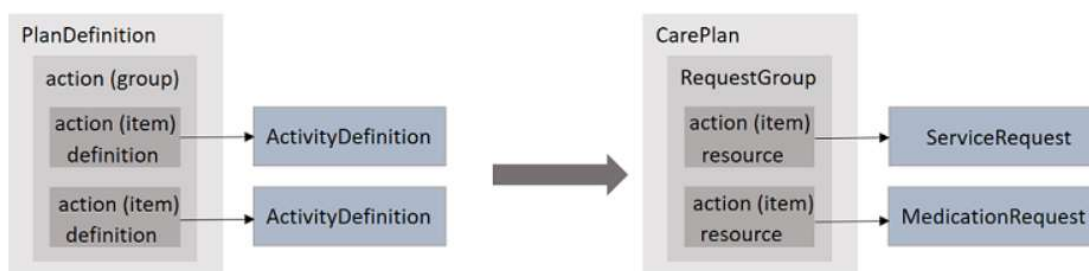 PlanDefinition
action (group)
action (item)
definition
ActivityDefinition
action (item)
definition
ActivityDefinition
CarePlan
RequestGroup
action (item)
resource
ServiceRequest
action (item)
resource
MedicationRequest